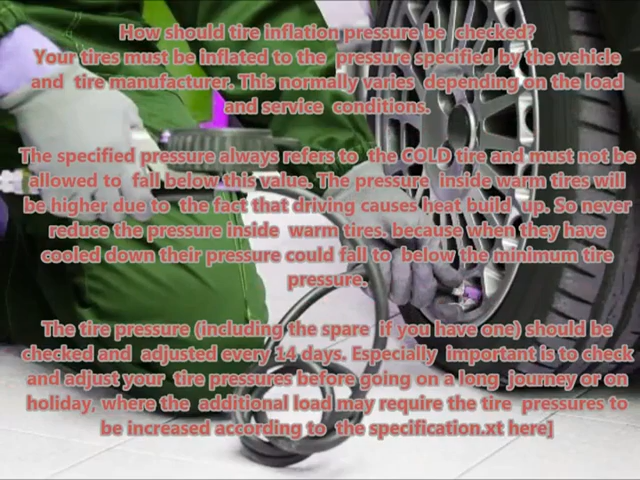 How should tire inflation pressure be checked?
Your tires must be inflated to the pressure specified by the vehicle
and tire manufacturer. This normally varies depending on the load
and service conditions.
The specified pressure always refers to the COLD tire and must not be
allowed to fall below this value. The pressure inside warm tires will
be higher due to the fact that driving causes heat build up. So never
reduce the pressure inside warm tires. because when they have
cooled down their pressure could fall to below the minimum tire
pressure.
The tire pressure (including the spare if you have one) should be
checked and adjusted every 14 days. Especially important is to check
and adjust your tire pressures before going on a long journey or on
holiday, where the additional load may require the tire pressures to
be increased according to the specification.xt here]